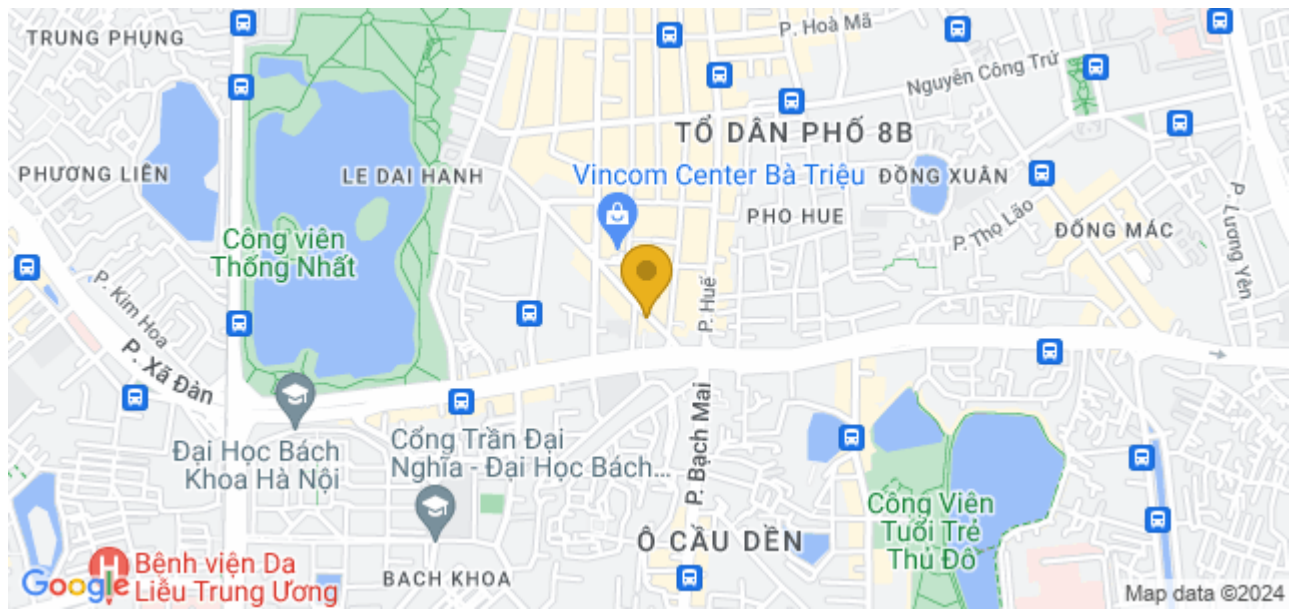 TRUNG PHỤNG
P. Hoà Mã
Nguyễn Công Trứ
TỔ DÂN PHỐ 8B
PHƯƠNG LIÊN
LE DAI HANH
Vincom Center Bà Triệu
ĐỒNG XUÂN
PHO HUE
P. Thọ Lão
ĐỐNG MÁC
P. Lương Yên
Công viên
Thống Nhất
P. Kim Hoa
P. Xã Đàn
P. Huế
P. Bạch Mai
Đại Học Bách
Khoa Hà Nội
Cổng Trần Đại
Nghĩa - Đại Học Bách...
Công Viên
Tuổi Trẻ
Thủ Đô
Ô CẦU DỀN
BACH KHOA
H
Bệnh viện Da
Liễu Trung Ương
Google
Map data ©2024